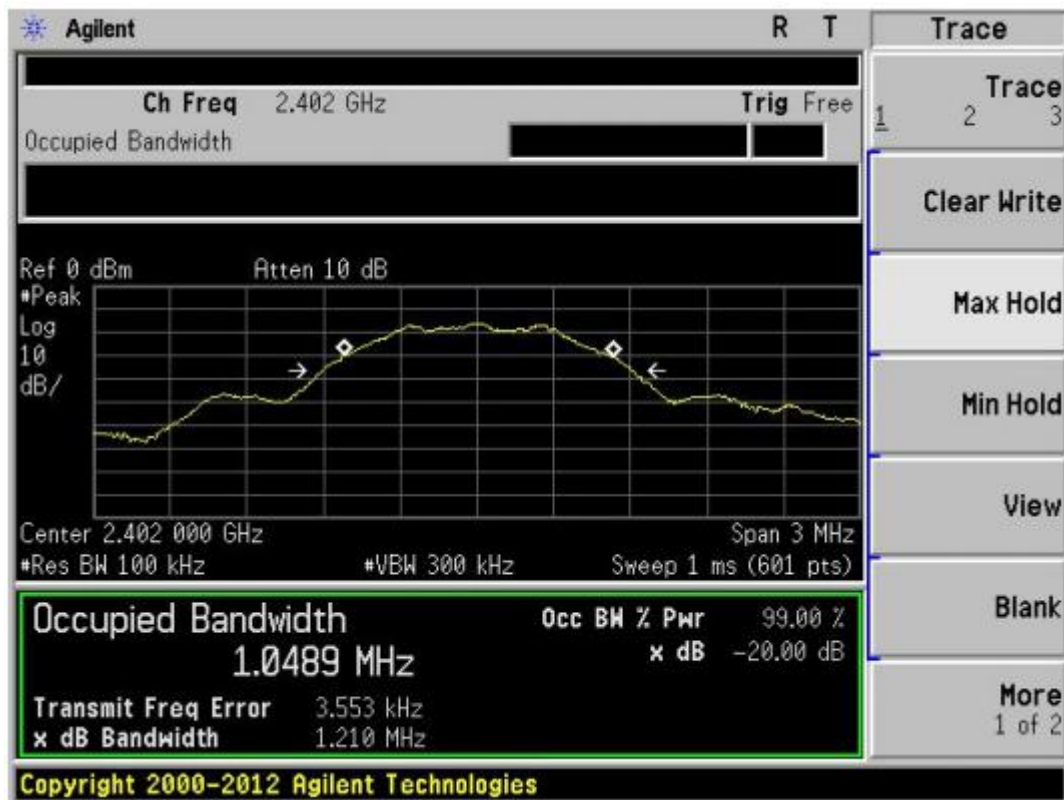 Agilent R T
Ch Freq 2.402 GHz Trig Free
Occupied Bandwidth
Ref 0 dBm Atten 10 dB
#Peak
Log
10
dB/
Center 2.402 000 GHz Span 3 MHz
#Res BW 100 kHz #VBW 300 kHz Sweep 1 ms (601 pts)
Occupied Bandwidth Occ BW % Pwr 99.00 %
1.0489 MHz x dB -20.00 dB
Transmit Freq Error 3.553 kHz
x dB Bandwidth 1.210 MHz
Copyright 2000-2012 Agilent Technologies
Trace
Trace
1 2 3
Clear Write
Max Hold
Min Hold
View
Blank
More
1 of 2